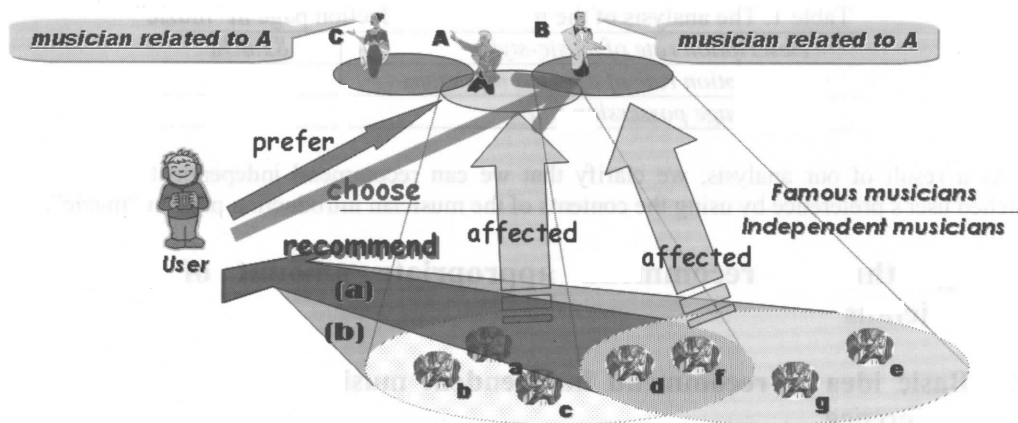 C
A
B
musician related to A
musician related to A
prefer
choose
Famous musicians
Independent musicians
User
recommend
affected
affected
(a)
(b)
a
b
c
d
f
e
g